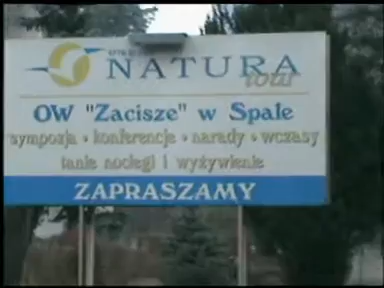 NATURA
tour
OW "Zacisze" w Spale
sympozja • konferencje • narady • wczasy
tanie noclegi i wyżywienie
ZAPRASZAMY